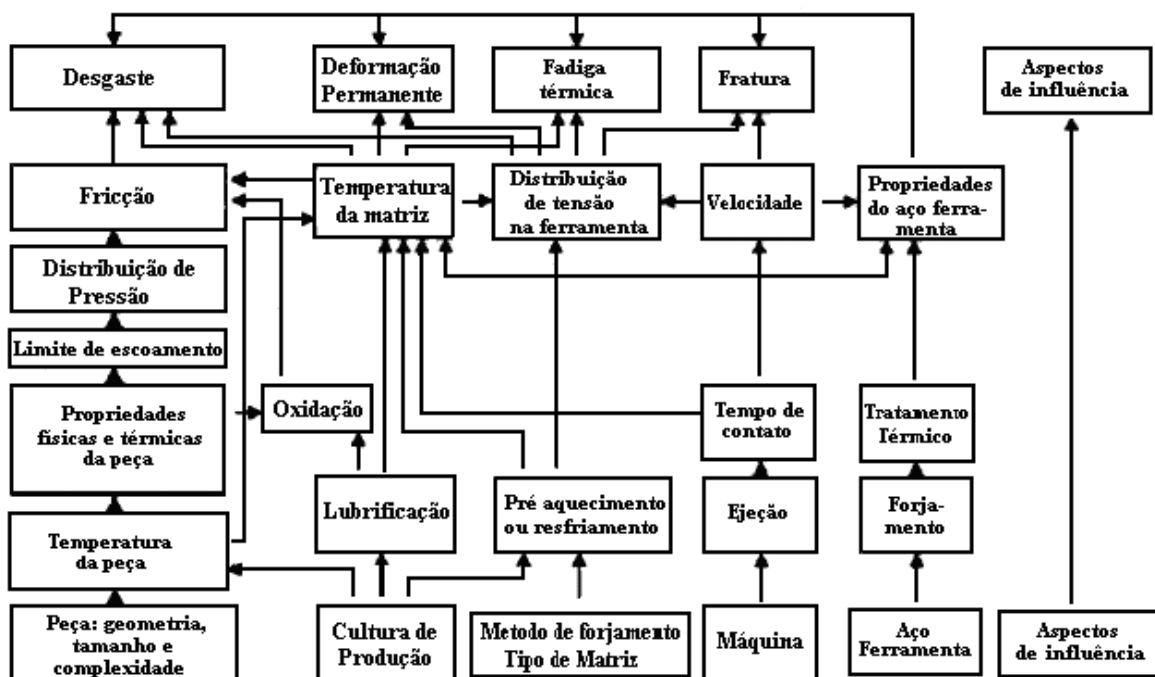 Desgaste
Deformação
Permanente
Fadiga
térmica
Fratura
Aspectos
de influência
Fricção
Temperatura
da matriz
Distribuição
de tensão
na ferramenta
Velocidade
Propriedades
do aço ferra-
menta
Distribuição de
Pressão
Limite de escoamento
Propriedades
físicas e térmicas
da peça
Oxidação
Tempo de
contato
Tratamento
Térmico
Lubrificação
Pré aquecimento
ou resfriamento
Ejeção
Forja-
mento
Temperatura
da peça
Peça: geometria,
tamanho e
complexidade
Cultura de
Produção
Metodo de forjamento
Tipo de Matriz
Máquina
Aço
Ferramenta
Aspectos
de influência